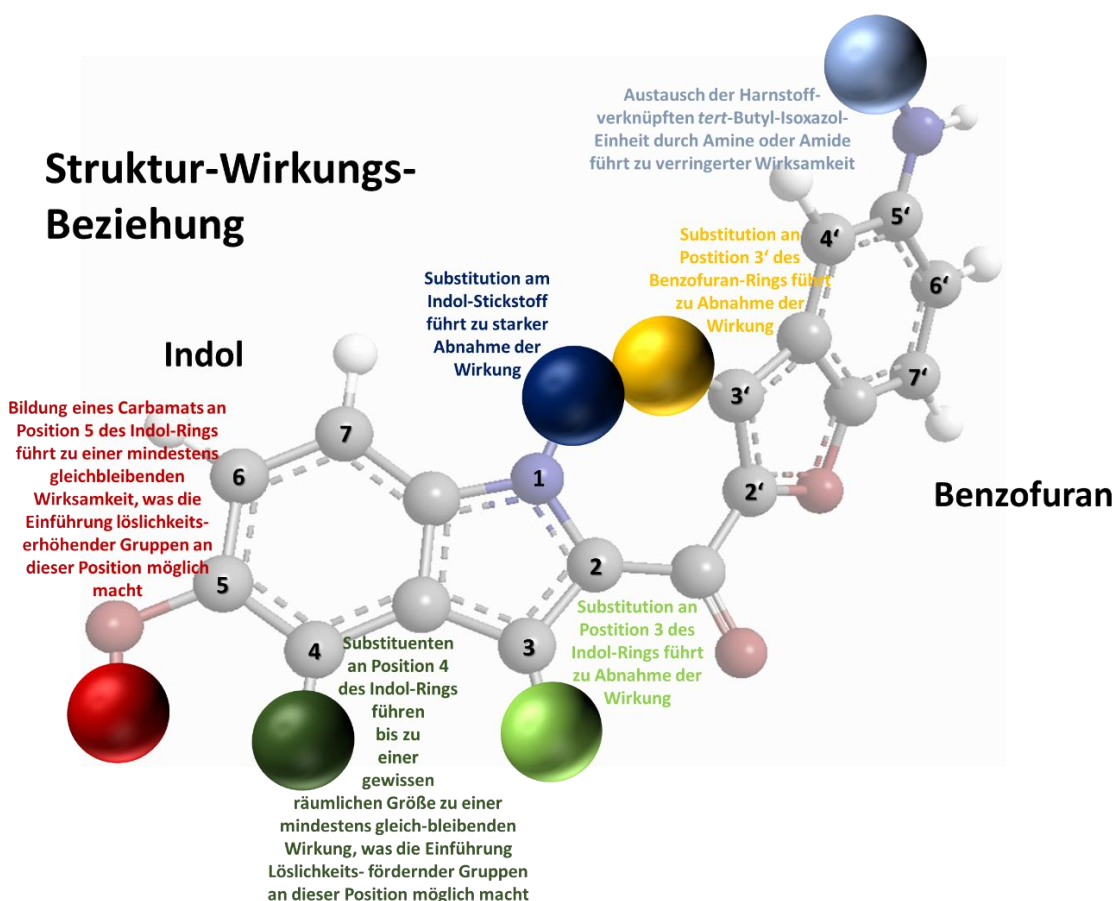 Struktur-Wirkungs-
Beziehung
Austausch der Harnstoff-
verknüpften tert-Butyl-Isoxazol-
Einheit durch Amine oder Amide
führt zu verringerter Wirksamkeit
Substitution an
Postition 3‘ des
Benzofuran-Rings führt
zu Abnahme der
Wirkung
Substitution am
Indol-Stickstoff
führt zu starker
Abnahme der
Wirkung
Indol
Benzofuran
Bildung eines Carbamats an
Position 5 des Indol-Rings
führt zu einer mindestens
gleichbleibenden
Wirksamkeit, was die
Einführung löslichkeits-
erhöhender Gruppen an
dieser Position möglich
macht
Substitution an
Postition 3 des
Indol-Rings führt
zu Abnahme der
Wirkung
Substituenten
an Position 4
des Indol-Rings
führen
bis zu
einer
gewissen
räumlichen Größe zu einer
mindestens gleich-bleibenden
Wirkung, was die Einführung
Löslichkeits- fördernder Gruppen
an dieser Position möglich macht
1
2
3
4
5
6
7
2‘
3‘
4‘
5‘
6‘
7‘